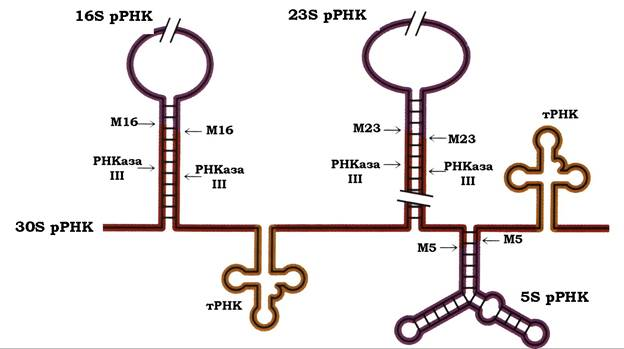 16S рРНК
23S рРНК
тРНК
М16
М16
М23
М23
РНКаза
III
РНКаза
III
РНКаза
III
РНКаза
III
30S рРНК
М5
М5
тРНК
5S рРНК